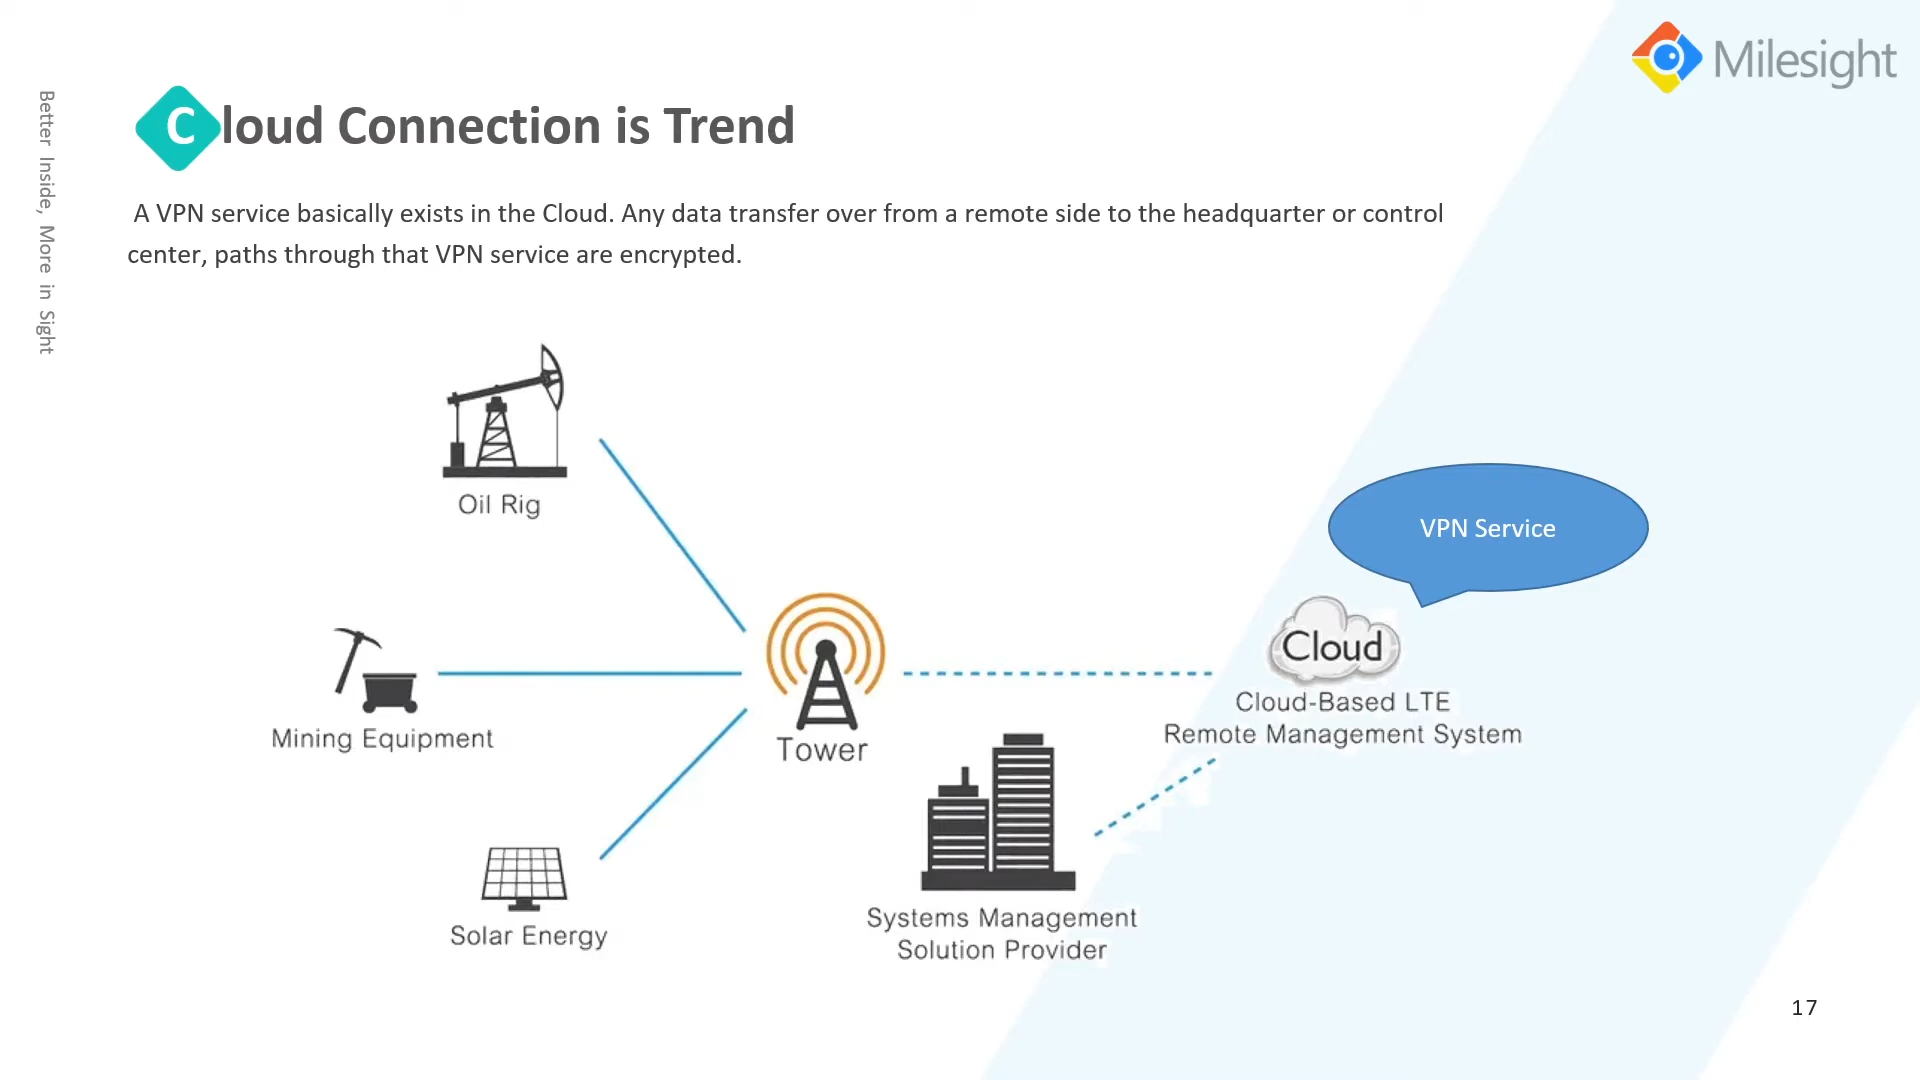 Milesight
Better Inside, More in Sight
Cloud Connection is Trend
A VPN service basically exists in the Cloud. Any data transfer over from a remote side to the headquarter or control
center, paths through that VPN service are encrypted.
Oil Rig
VPN Service
Cloud
Cloud-Based LTE
Remote Management System
Mining Equipment
Tower
Systems Management
Solution Provider
Solar Energy
17